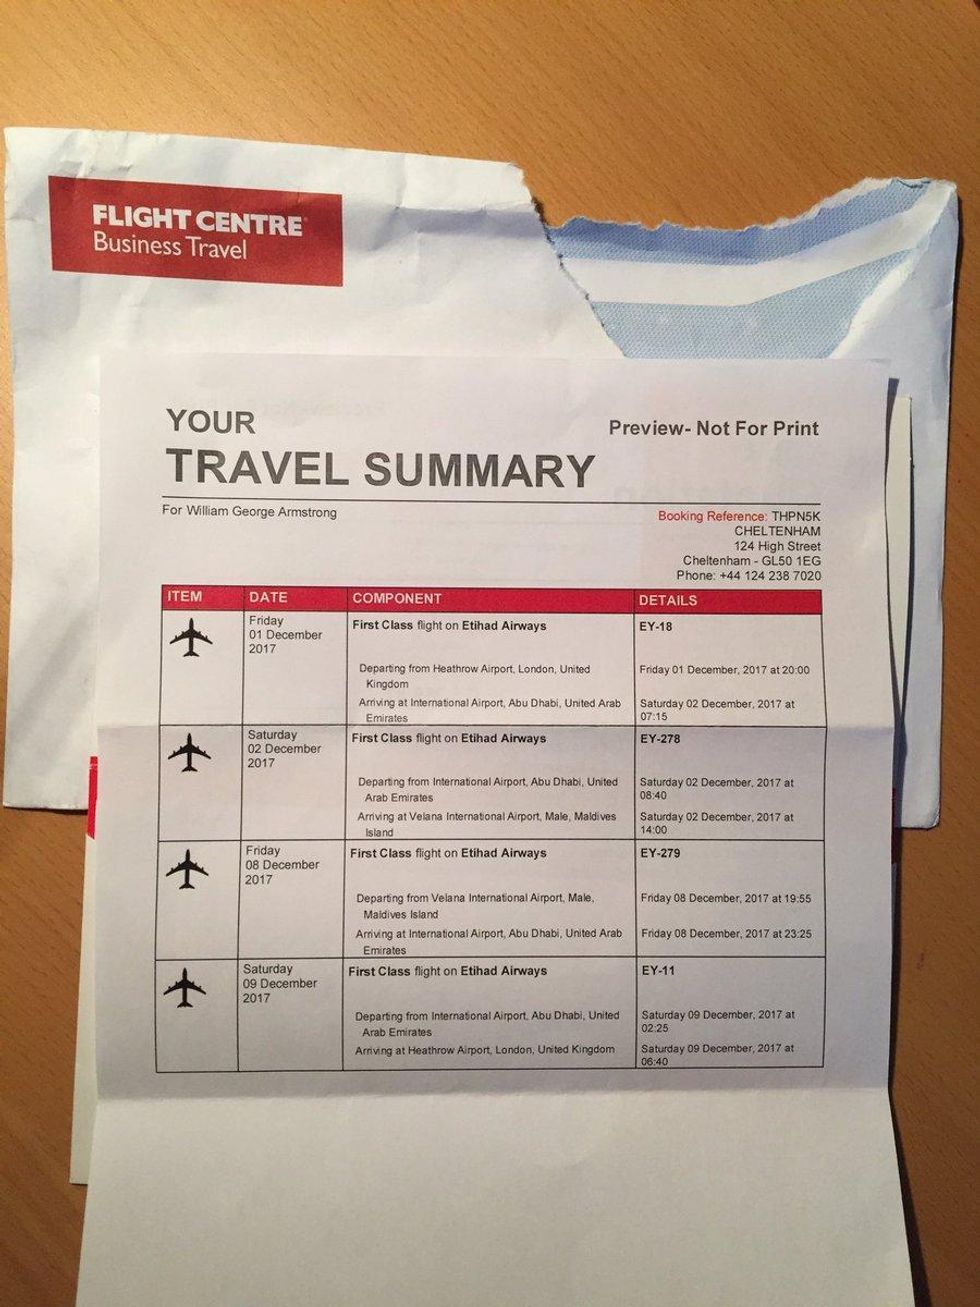 FLIGHT CENTRE
Business Travel
YOUR
TRAVEL SUMMARY
Preview- Not For Print
For William George Armstrong
Booking Reference: THPN5K
CHELTENHAM
124 High Street
Cheltenham - GL50 1EG
Phone: +44 124 238 7020
ITEM DATE COMPONENT DETAILS
Friday
01 December
2017
First Class flight on Etihad Airways
EY-18
Departing from Heathrow Airport, London, United
Kingdom
Friday 01 December, 2017 at 20:00
Arriving at International Airport, Abu Dhabi, United Arab
Emirates
Saturday 02 December, 2017 at
07:15
Saturday
02 December
2017
First Class flight on Etihad Airways
EY-278
Departing from International Airport, Abu Dhabi, United
Arab Emirates
Saturday 02 December, 2017 at
08:40
Arriving at Velana International Airport, Male, Maldives
Island
Saturday 02 December, 2017 at
14:00
Friday
08 December
2017
First Class flight on Etihad Airways
EY-279
Departing from Velana International Airport, Male,
Maldives Island
Friday 08 December, 2017 at 19:55
Arriving at International Airport, Abu Dhabi, United Arab
Emirates
Friday 08 December, 2017 at 23:25
Saturday
09 December
2017
First Class flight on Etihad Airways
EY-11
Departing from International Airport, Abu Dhabi, United
Arab Emirates
Saturday 09 December, 2017 at
02:25
Arriving at Heathrow Airport, London, United Kingdom
Saturday 09 December, 2017 at
06:40